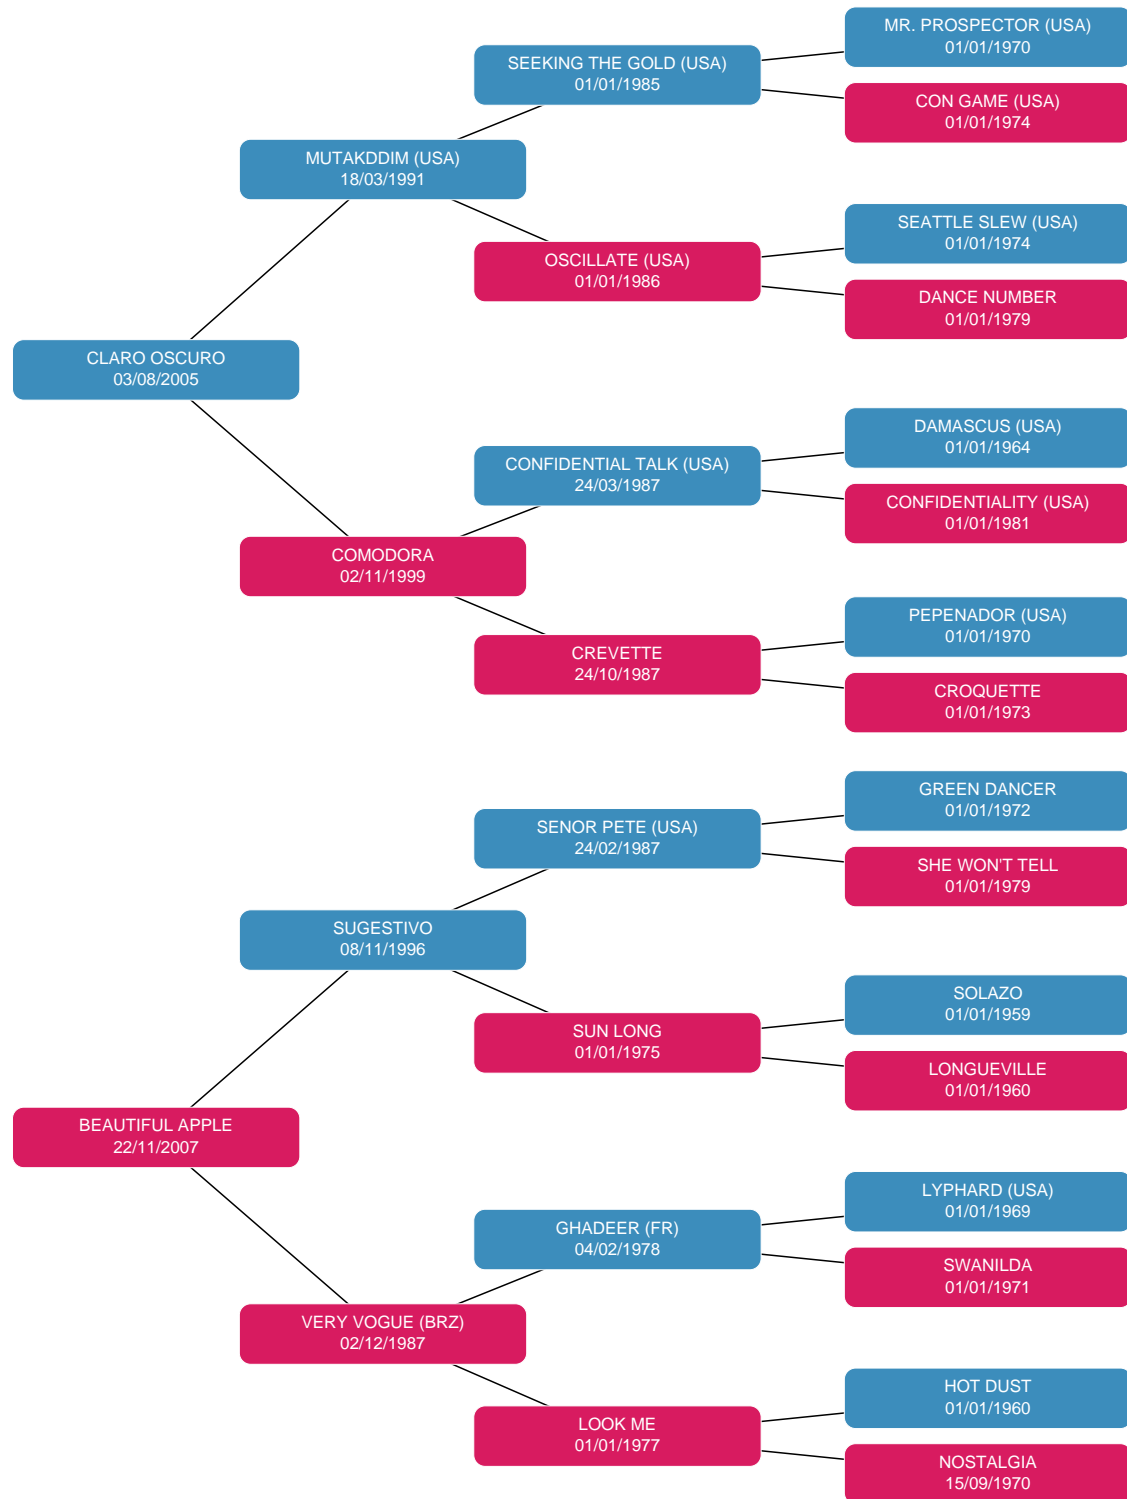 MR. PROSPECTOR (USA)
01/01/1970
SEEKING THE GOLD (USA)
01/01/1985
CON GAME (USA)
01/01/1974
MUTAKDDIM (USA)
18/03/1991
SEATTLE SLEW (USA)
01/01/1974
OSCILLATE (USA)
01/01/1986
DANCE NUMBER
01/01/1979
CLARO OSCURO
03/08/2005
DAMASCUS (USA)
01/01/1964
CONFIDENTIAL TALK (USA)
24/03/1987
CONFIDENTIALITY (USA)
01/01/1981
COMODORA
02/11/1999
PEPENADOR (USA)
01/01/1970
CREVETTE
24/10/1987
CROQUETTE
01/01/1973
GREEN DANCER
01/01/1972
SENOR PETE (USA)
24/02/1987
SHE WON'T TELL
01/01/1979
SUGESTIVO
08/11/1996
SOLAZO
01/01/1959
SUN LONG
01/01/1975
LONGUEVILLE
01/01/1960
BEAUTIFUL APPLE
22/11/2007
LYPHARD (USA)
01/01/1969
GHADEER (FR)
04/02/1978
SWANILDA
01/01/1971
VERY VOGUE (BRZ)
02/12/1987
HOT DUST
01/01/1960
LOOK ME
01/01/1977
NOSTALGIA
15/09/1970